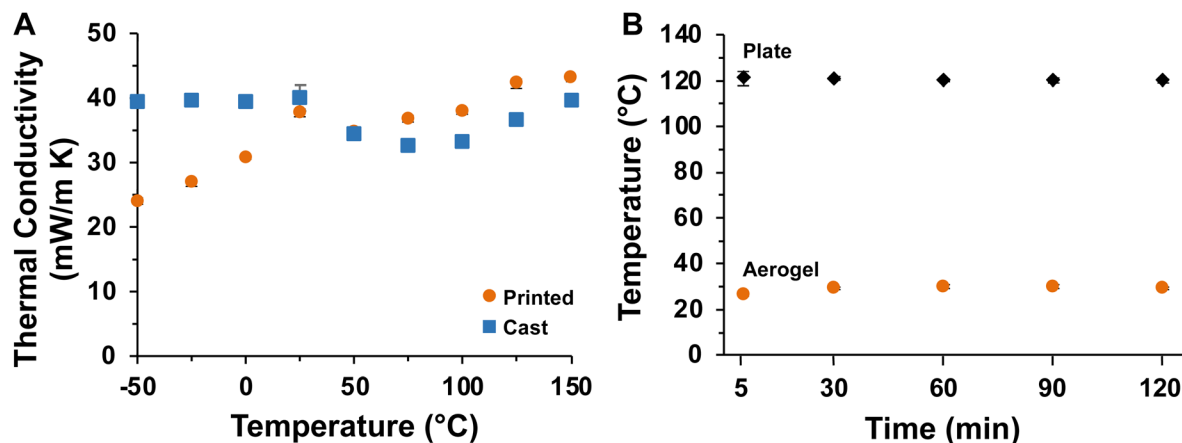 A
Thermal Conductivity
(mW/m K)
50
40
30
20
10
0
-50
0
50
100
150
Temperature (°C)
Printed
Cast
B
Temperature (°C)
140
120
100
80
60
40
20
0
Plate
Aerogel
5
30
60
90
120
Time (min)